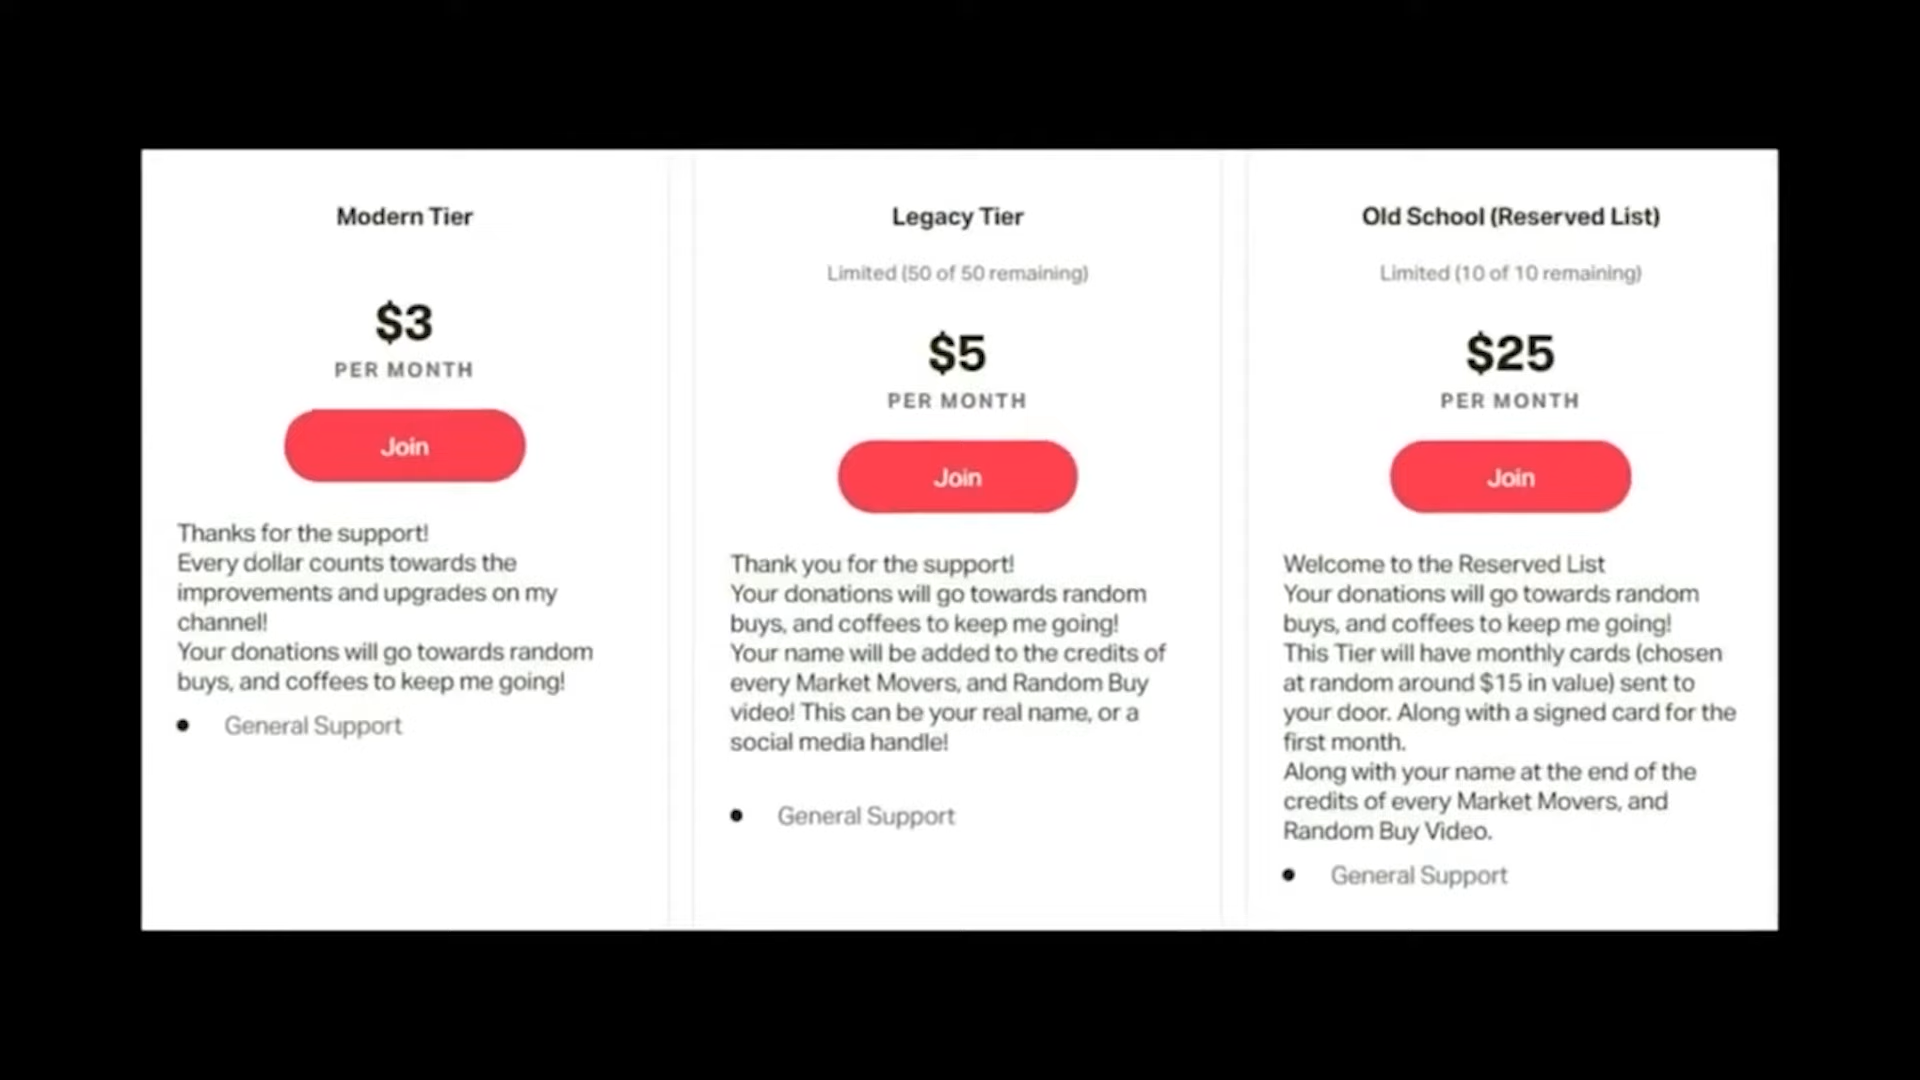 Modern Tier
$3
PER MONTH
Join
Thanks for the support!
Every dollar counts towards the
improvements and upgrades on my
channel!
Your donations will go towards random
buys, and coffees to keep me going!
• General Support
Legacy Tier
Limited (50 of 50 remaining)
$5
PER MONTH
Join
Thank you for the support!
Your donations will go towards random
buys, and coffees to keep me going!
Your name will be added to the credits of
every Market Movers, and Random Buy
video! This can be your real name, or a
social media handle!
• General Support
Old School (Reserved List)
Limited (10 of 10 remaining)
$25
PER MONTH
Join
Welcome to the Reserved List
Your donations will go towards random
buys, and coffees to keep me going!
This Tier will have monthly cards (chosen
at random around $15 in value) sent to
your door. Along with a signed card for the
first month.
Along with your name at the end of the
credits of every Market Movers, and
Random Buy Video.
• General Support